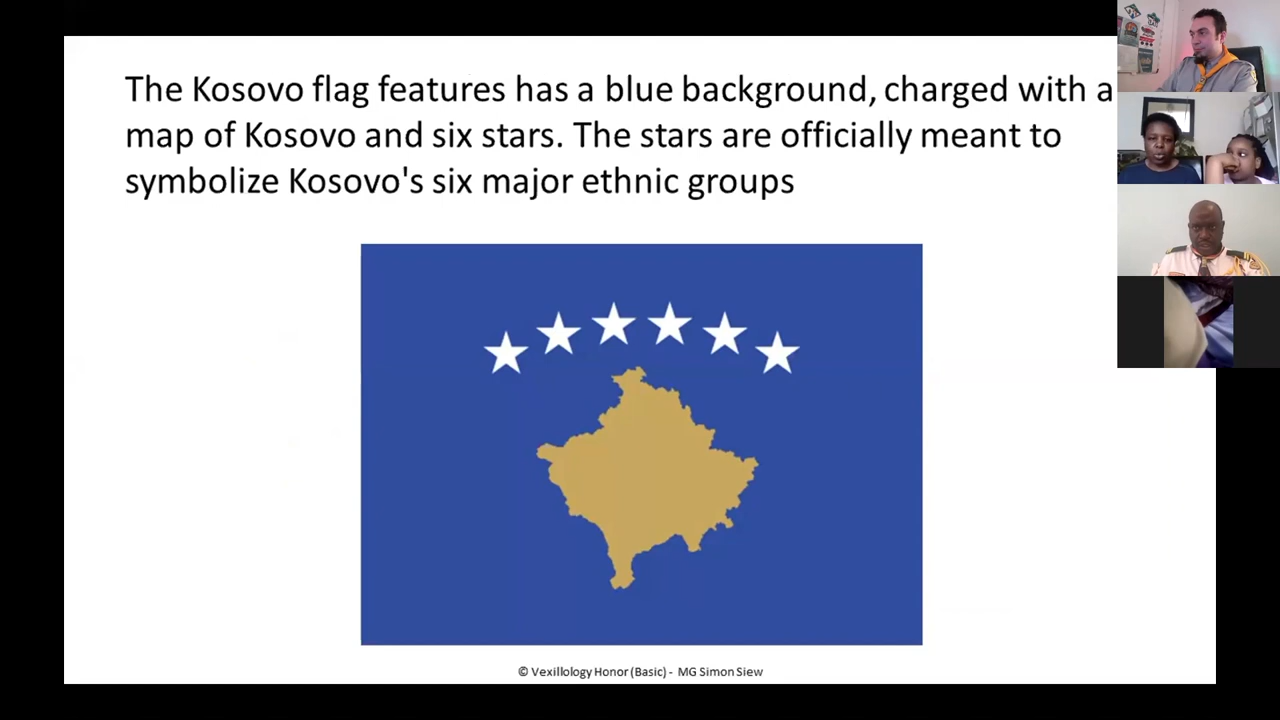 The Kosovo flag features has a blue background, charged with a
map of Kosovo and six stars. The stars are officially meant to
symbolize Kosovo's six major ethnic groups
© Vexillology Honor (Basic) - MG Simon Siew